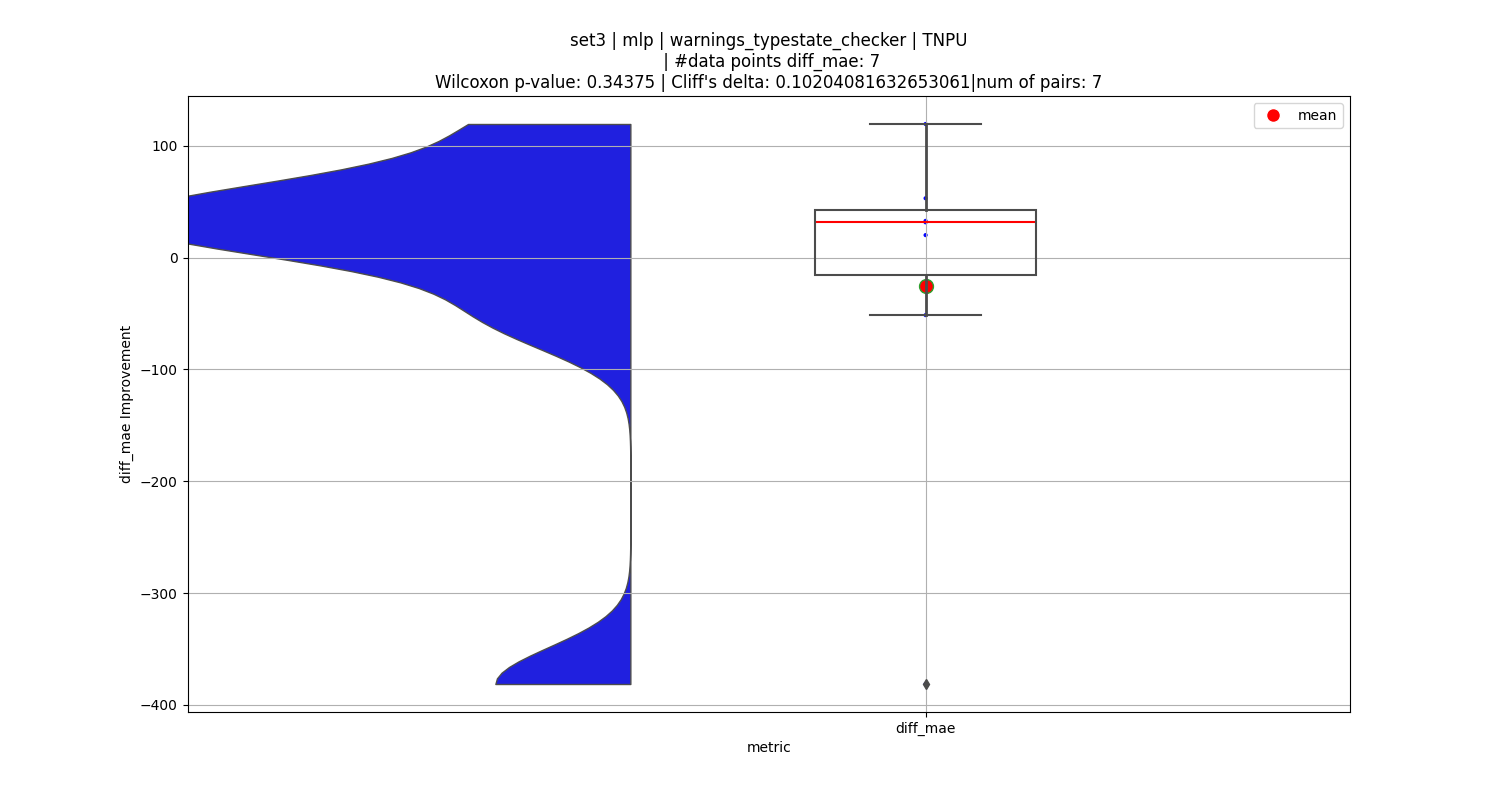 set3 | mlp | warnings_typestate_checker | TNPU
| #data points diff_mae: 7
Wilcoxon p-value: 0.34375 | Cliff's delta: 0.10204081632653061|num of pairs: 7
mean
100
0
−100
−200
−300
−400
diff_mae Improvement
diff_mae
metric